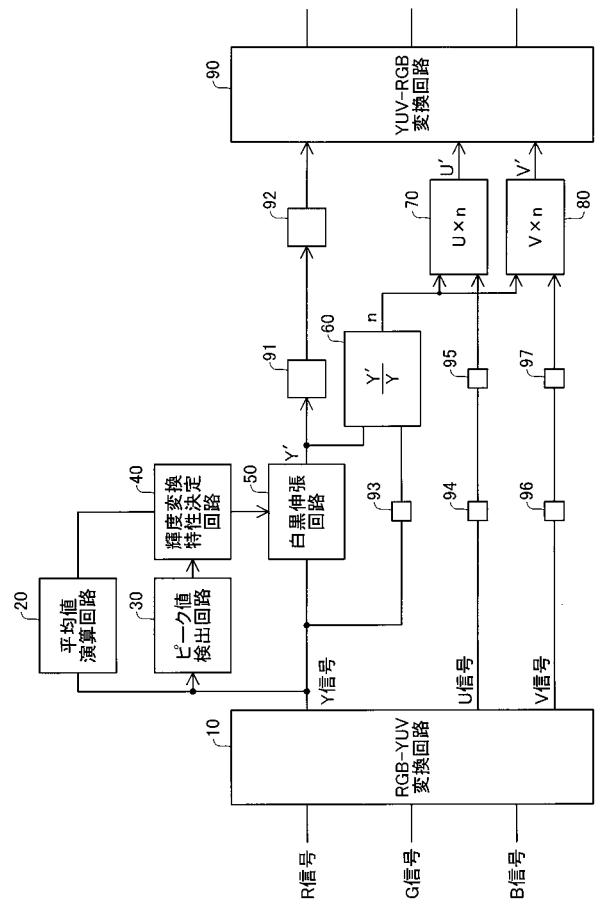 R信号
G信号
B信号
10
RGB-YUV
変換回路
Y信号
U信号
V信号
20
平均値
演算回路
30
ピーク値
検出回路
40
輝度変換
特性決定
回路
50
白黒伸張
回路
Y′
93
94
96
60
Y′
Y
n
91
92
95
97
70
U×n
80
V×n
U′
V′
90
YUV-RGB
変換回路